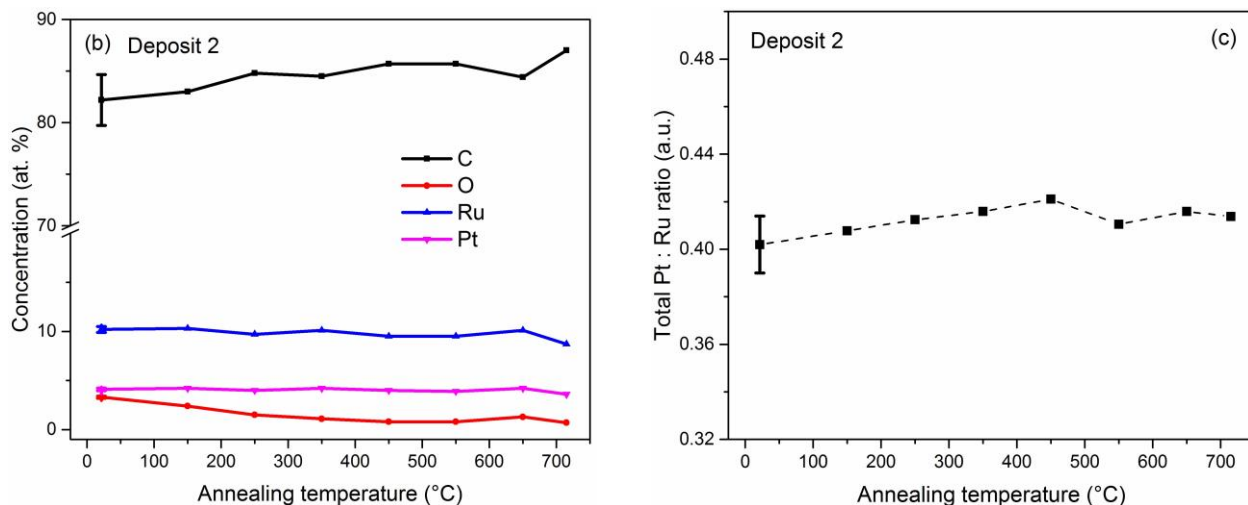 (b) Deposit 2
90
80
70
10
0
Concentration (at. %)
C
O
Ru
Pt
0 100 200 300 400 500 600 700
Annealing temperature (°C)
Deposit 2 (c)
0.48
0.44
0.40
0.36
0.32
Total Pt : Ru ratio (a.u.)
0 100 200 300 400 500 600 700
Annealing temperature (°C)